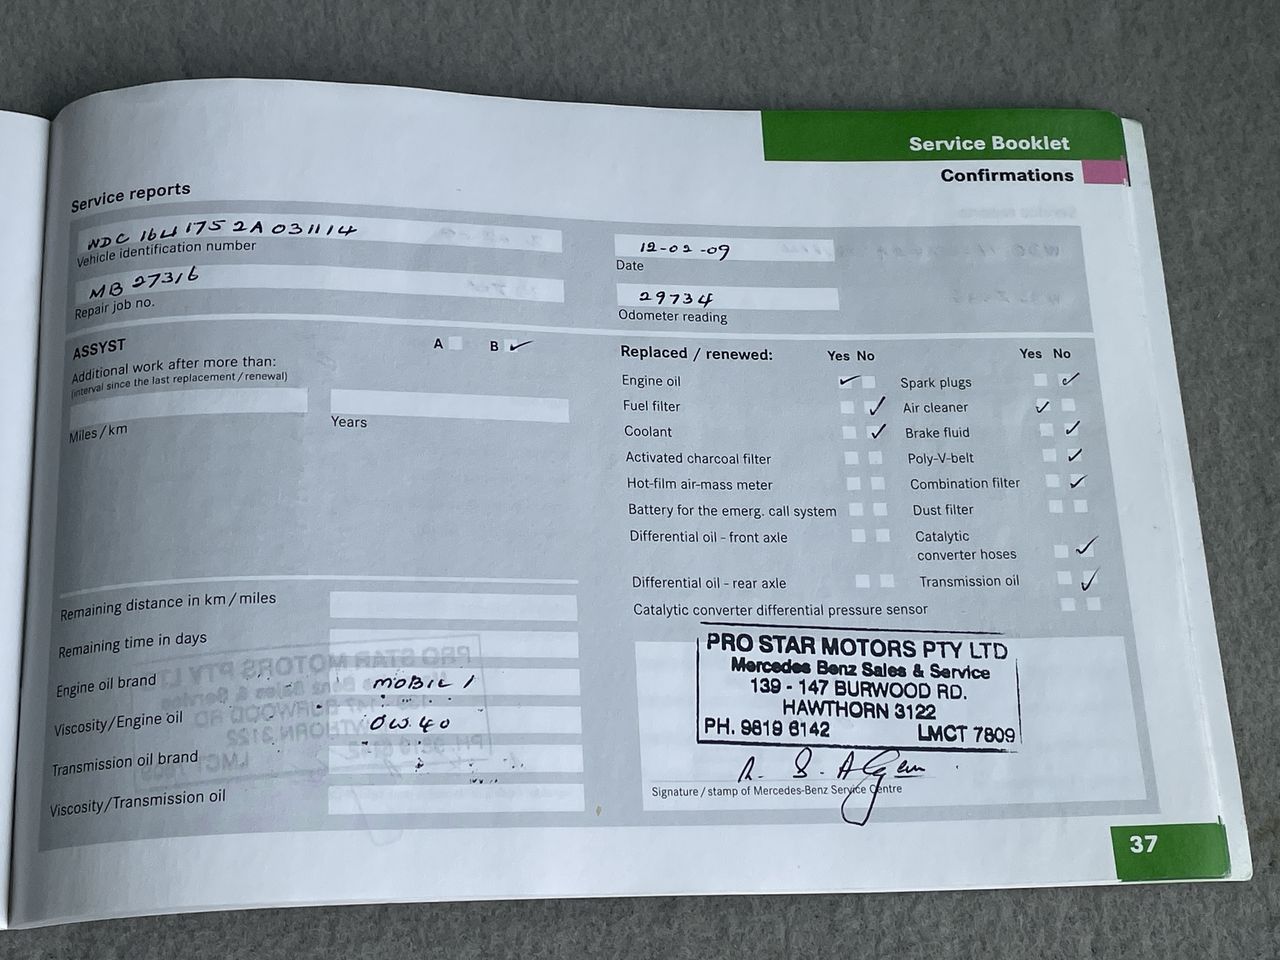 Service Booklet
Confirmations
Service reports
WDC 164 175 2A 031114
Vehicle identification number
12-02-09
Date
MB 27316
Repair job no.
29734
Odometer reading
ASSYST
A B ✓
Additional work after more than:
(interval since the last replacement / renewal)
Miles / km
Years
Replaced / renewed: Yes No Yes No
Engine oil ✓ Spark plugs ✓
Fuel filter ✓ Air cleaner ✓
Coolant ✓ Brake fluid ✓
Activated charcoal filter Poly-V-belt ✓
Hot-film air-mass meter Combination filter ✓
Battery for the emerg. call system Dust filter
Differential oil - front axle Catalytic
converter hoses ✓
Differential oil - rear axle Transmission oil ✓
Catalytic converter differential pressure sensor
Remaining distance in km / miles
Remaining time in days
Engine oil brand MOBIL 1
Viscosity/Engine oil 0W 40
Transmission oil brand
Viscosity/Transmission oil
PRO STAR MOTORS PTY LTD
Mercedes Benz Sales & Service
139 - 147 BURWOOD RD.
HAWTHORN 3122
PH. 9819 6142 LMCT 7809
Signature / stamp of Mercedes-Benz Service Centre
37